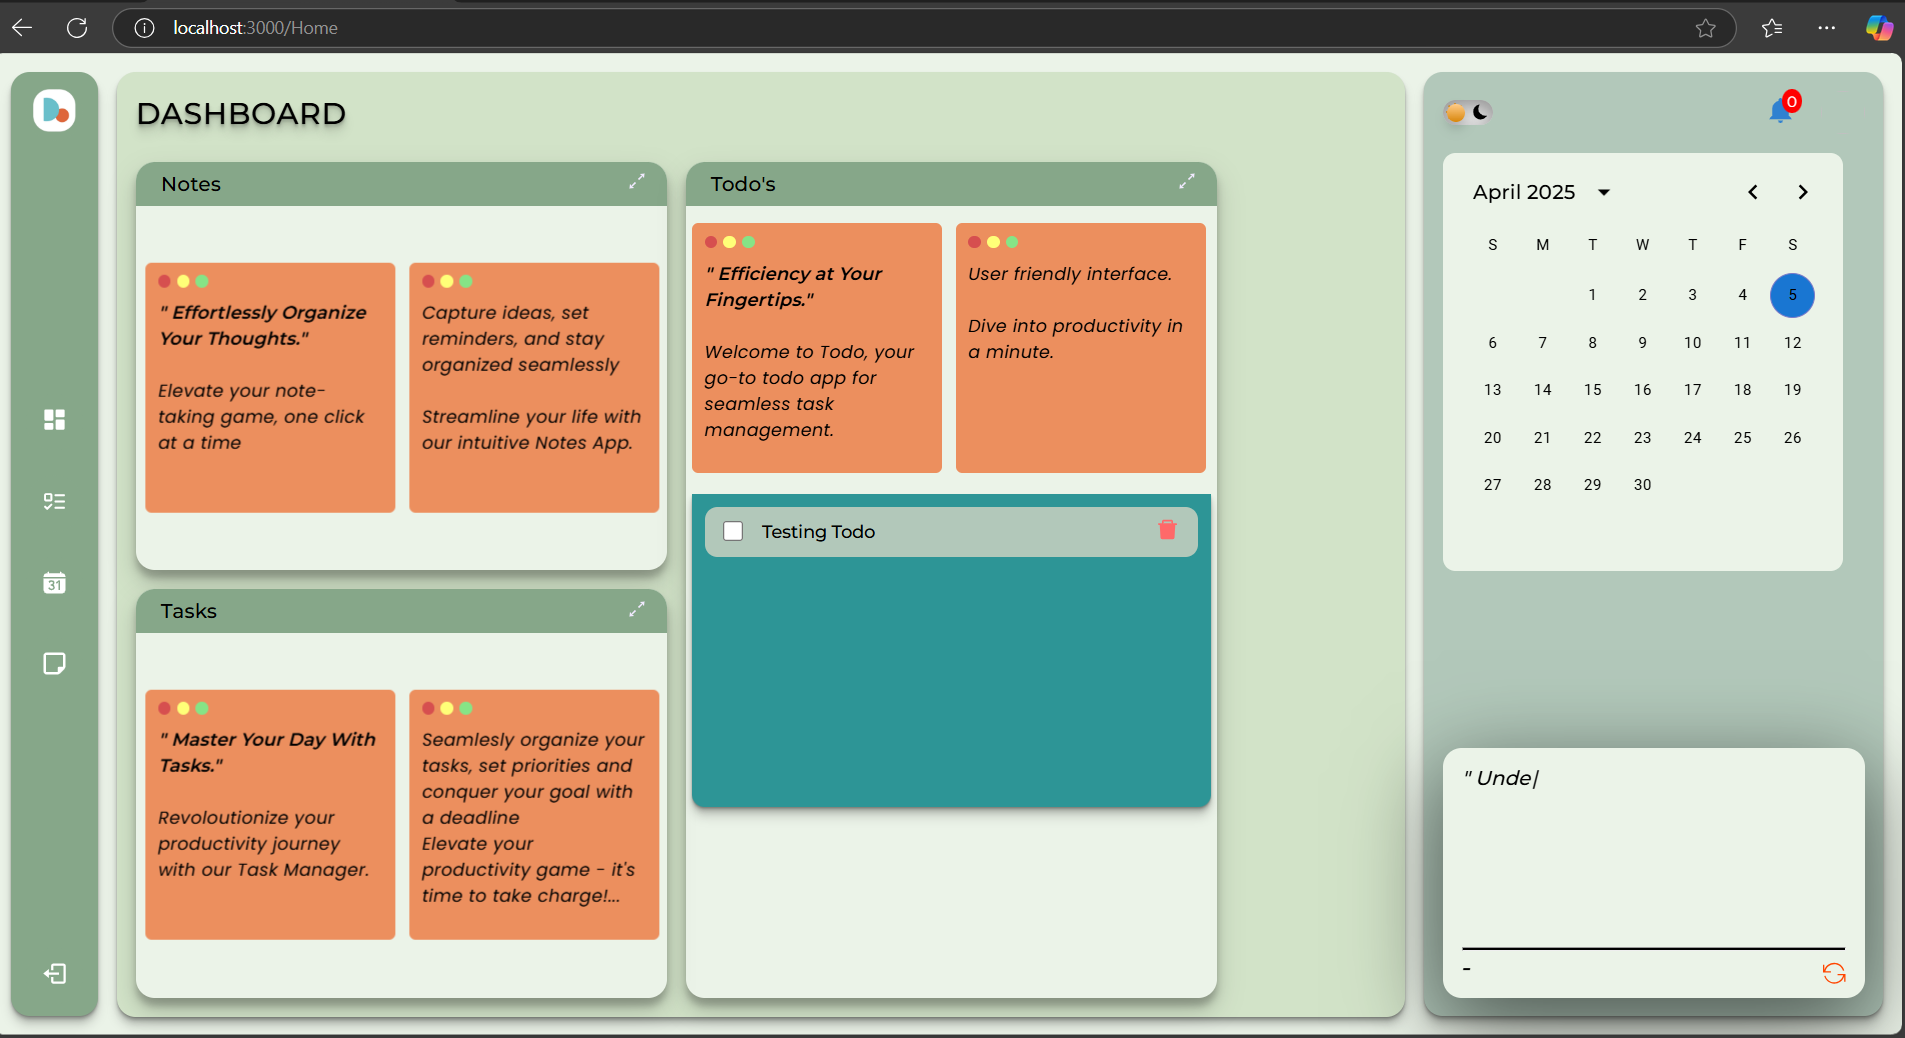 localhost:3000/Home
DASHBOARD
Notes
" Effortlessly Organize
Your Thoughts."
Elevate your note-
taking game, one click
at a time
Capture ideas, set
reminders, and stay
organized seamlessly
Streamline your life with
our intuitive Notes App.
Tasks
" Master Your Day With
Tasks."
Revoloutionize your
productivity journey
with our Task Manager.
Seamlesly organize your
tasks, set priorities and
conquer your goal with
a deadline
Elevate your
productivity game - it's
time to take charge!...
Todo's
" Efficiency at Your
Fingertips."
Welcome to Todo, your
go-to todo app for
seamless task
management.
User friendly interface.
Dive into productivity in
a minute.
Testing Todo
0
April 2025
S M T W T F S
1 2 3 4 5
6 7 8 9 10 11 12
13 14 15 16 17 18 19
20 21 22 23 24 25 26
27 28 29 30
" Unde|
-
31